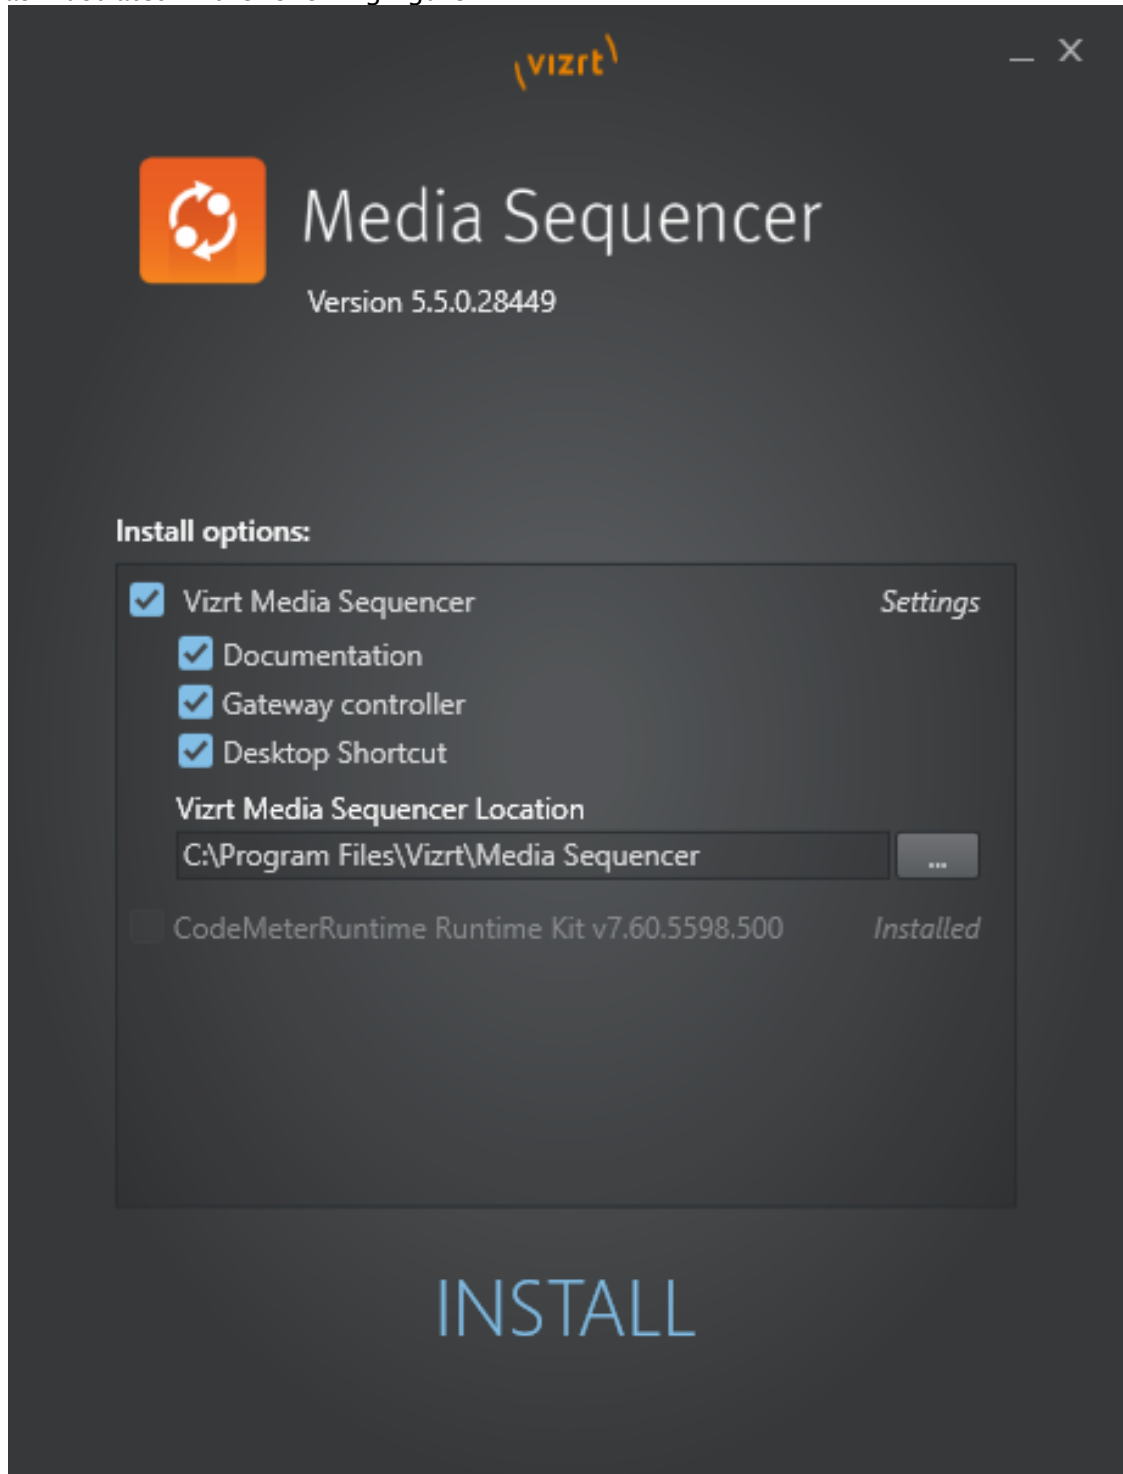 vizrt
Media Sequencer
Version 5.5.0.28449
Install options:
Vizrt Media Sequencer Settings
Documentation
Gateway controller
Desktop Shortcut
Vizrt Media Sequencer Location
C:\Program Files\Vizrt\Media Sequencer ...
CodeMeterRuntime Runtime Kit v7.60.5598.500 Installed
INSTALL